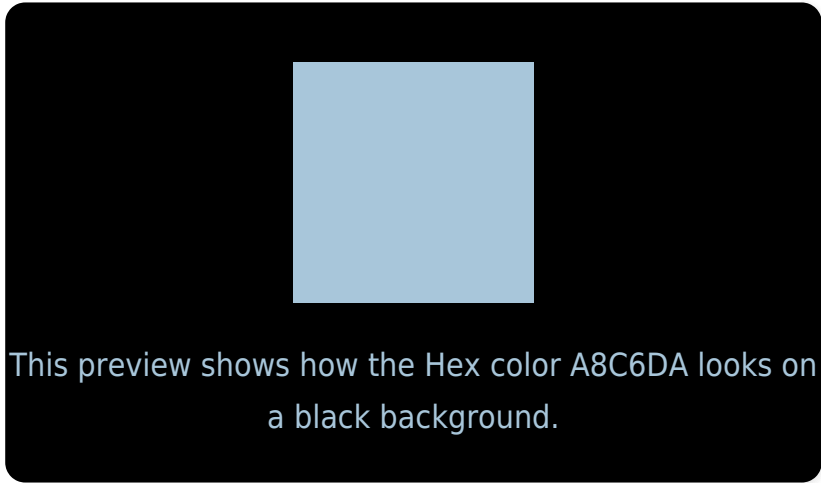 This preview shows how the Hex color A8C6DA looks on
a black background.